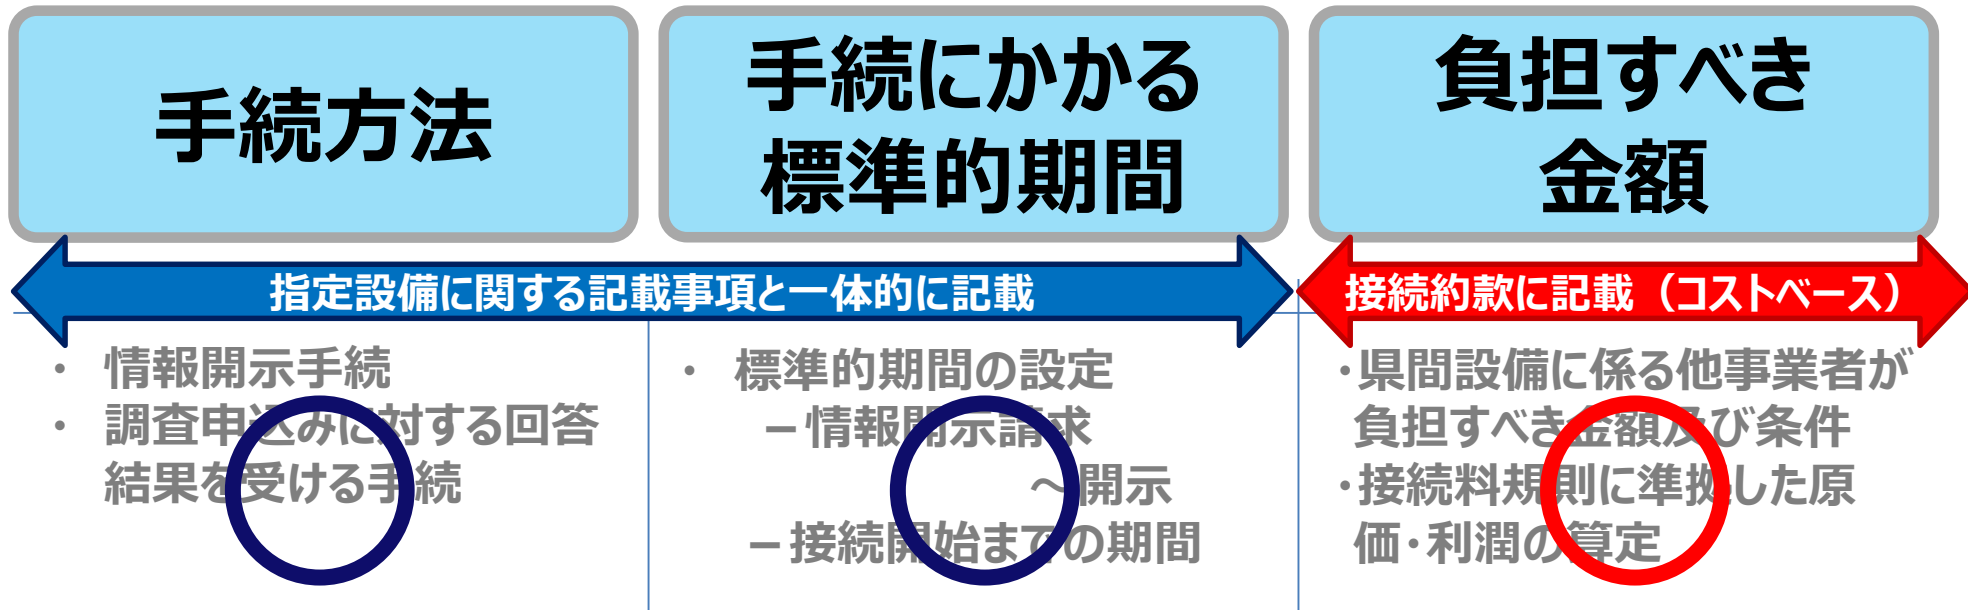 手続方法
手続にかかる
標準的期間
負担すべき
金額
指定設備に関する記載事項と一体的に記載
接続約款に記載（コストベース）
・ 情報開示手続
・ 調査申込みに対する回答
結果を受ける手続
・ 標準的期間の設定
－情報開示請求
～開示
－接続開始までの期間
・県間設備に係る他事業者が
負担すべき金額及び条件
・接続料規則に準拠した原
価・利潤の算定